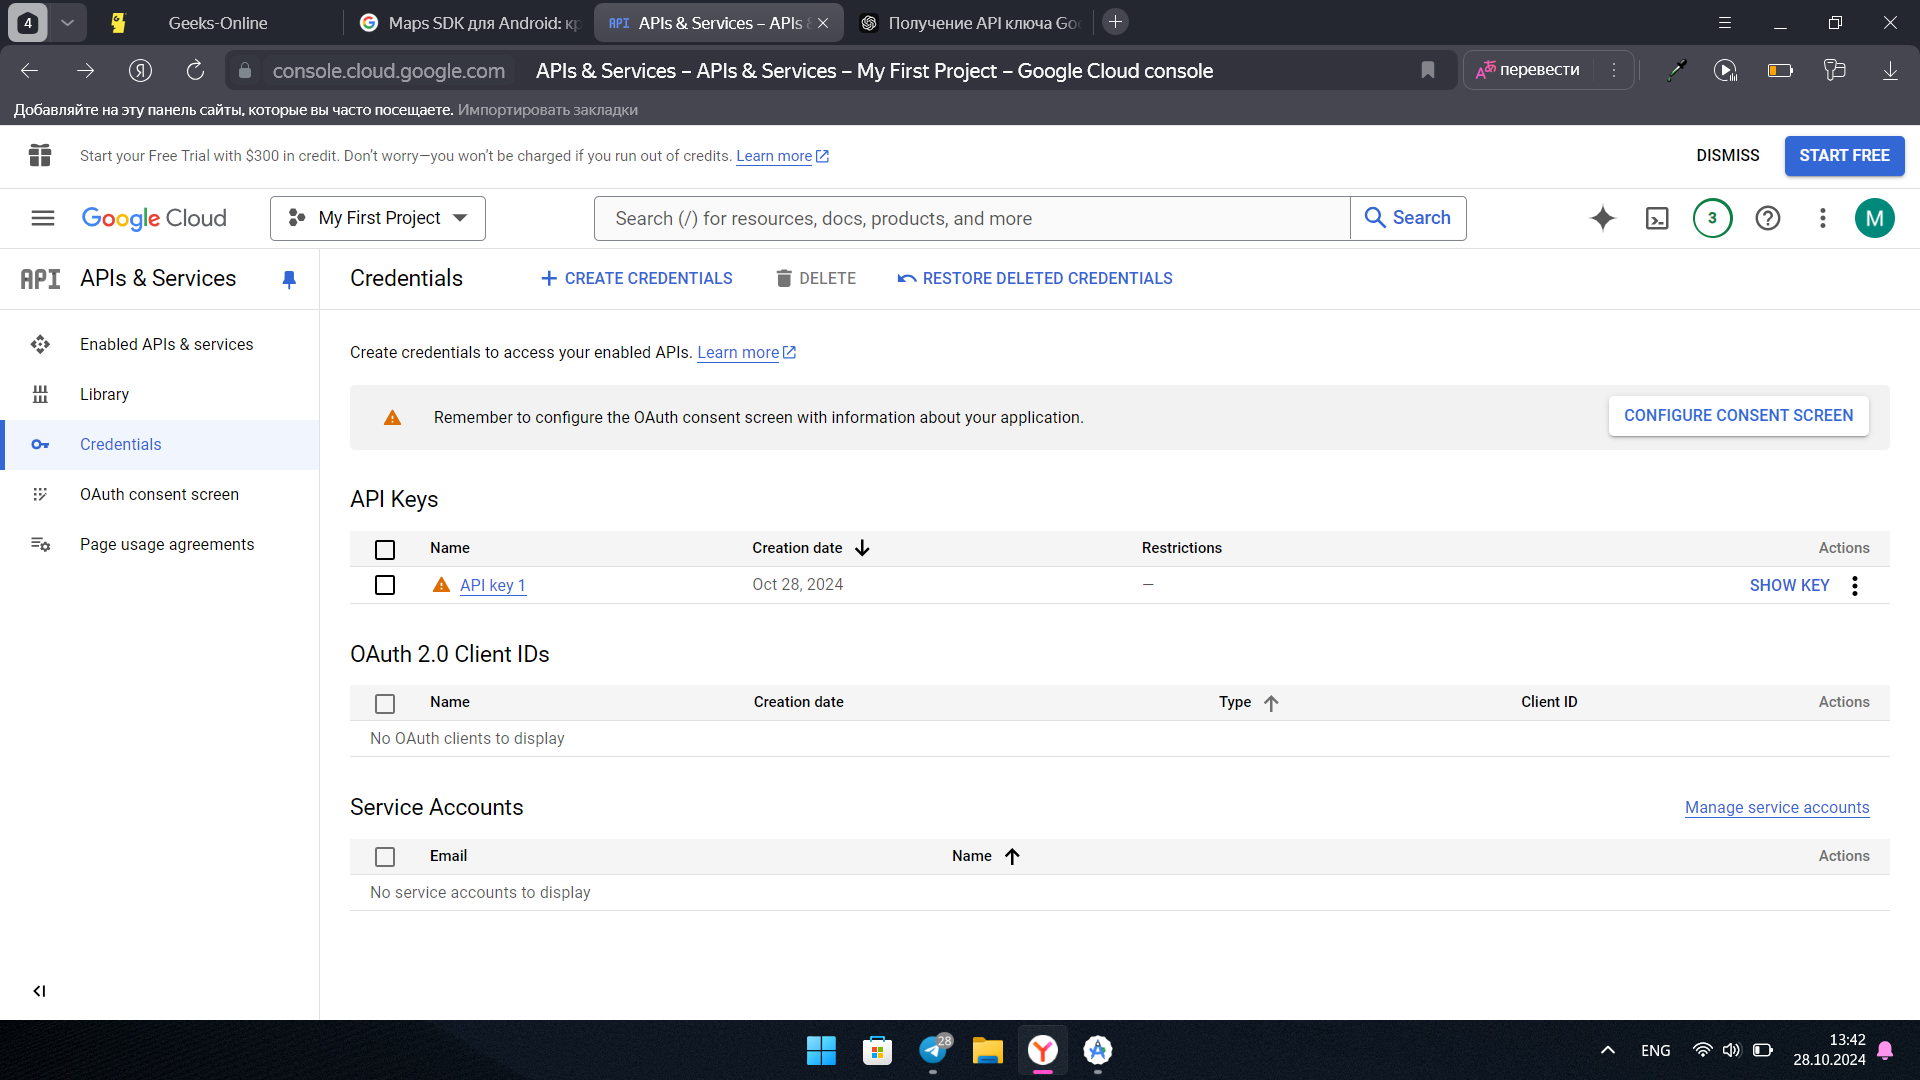 4
Geeks-Online
Maps SDK для Android: кр
API APIs & Services – APIs &
Получение API ключа Goo
console.cloud.google.com
APIs & Services – APIs & Services – My First Project – Google Cloud console
перевести
Добавляйте на эту панель сайты, которые вы часто посещаете. Импортировать закладки
Start your Free Trial with $300 in credit. Don't worry—you won't be charged if you run out of credits. Learn more
DISMISS
START FREE
Google Cloud
My First Project
Search (/) for resources, docs, products, and more
Search
3
M
API APIs & Services
Credentials
CREATE CREDENTIALS
DELETE
RESTORE DELETED CREDENTIALS
Enabled APIs & services
Library
Credentials
OAuth consent screen
Page usage agreements
Create credentials to access your enabled APIs. Learn more
Remember to configure the OAuth consent screen with information about your application.
CONFIGURE CONSENT SCREEN
API Keys
Name Creation date Restrictions Actions
API key 1 Oct 28, 2024 — SHOW KEY
OAuth 2.0 Client IDs
Name Creation date Type Client ID Actions
No OAuth clients to display
Service Accounts
Manage service accounts
Email Name Actions
No service accounts to display
28
ENG
13:42
28.10.2024